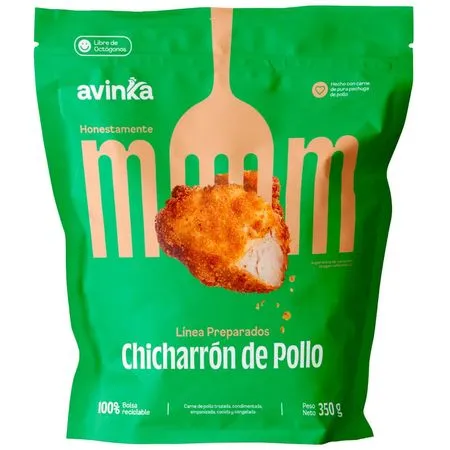 Libre de
Octógonos
avinka
Hecho con carne
de pura pechuga
de pollo
Honestamente
mmm
Línea Preparados
Chicharrón de Pollo
100% Bolsa
reciclable
Carne de pollo trozada, condimentada,
empanizada, cocida y congelada
Peso
Neto 350 g